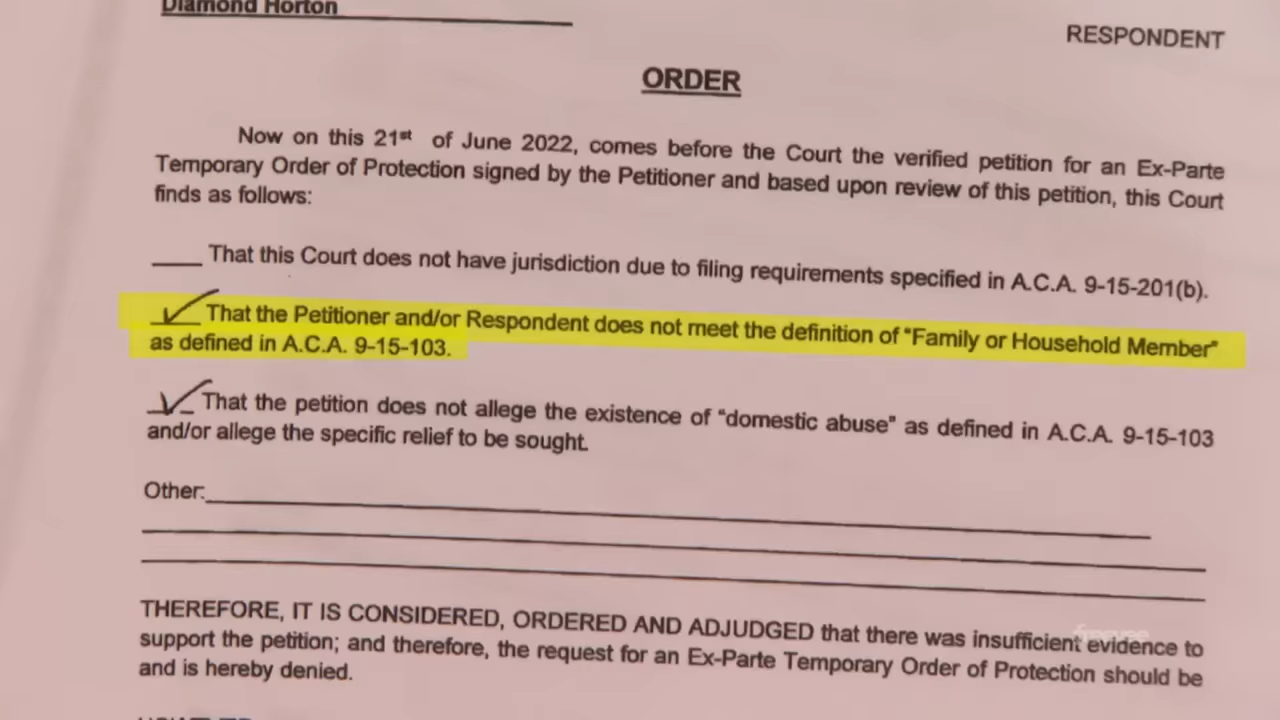 Diamond Horton
RESPONDENT
ORDER
Now on this 21st of June 2022, comes before the Court the verified petition for an Ex-Parte
Temporary Order of Protection signed by the Petitioner and based upon review of this petition, this Court
finds as follows:
____ That this Court does not have jurisdiction due to filing requirements specified in A.C.A. 9-15-201(b).
✓ That the Petitioner and/or Respondent does not meet the definition of “Family or Household Member”
as defined in A.C.A. 9-15-103.
✓ That the petition does not allege the existence of “domestic abuse” as defined in A.C.A. 9-15-103
and/or allege the specific relief to be sought.
Other:
THEREFORE, IT IS CONSIDERED, ORDERED AND ADJUDGED that there was insufficient evidence to
support the petition; and therefore, the request for an Ex-Parte Temporary Order of Protection should be
and is hereby denied.